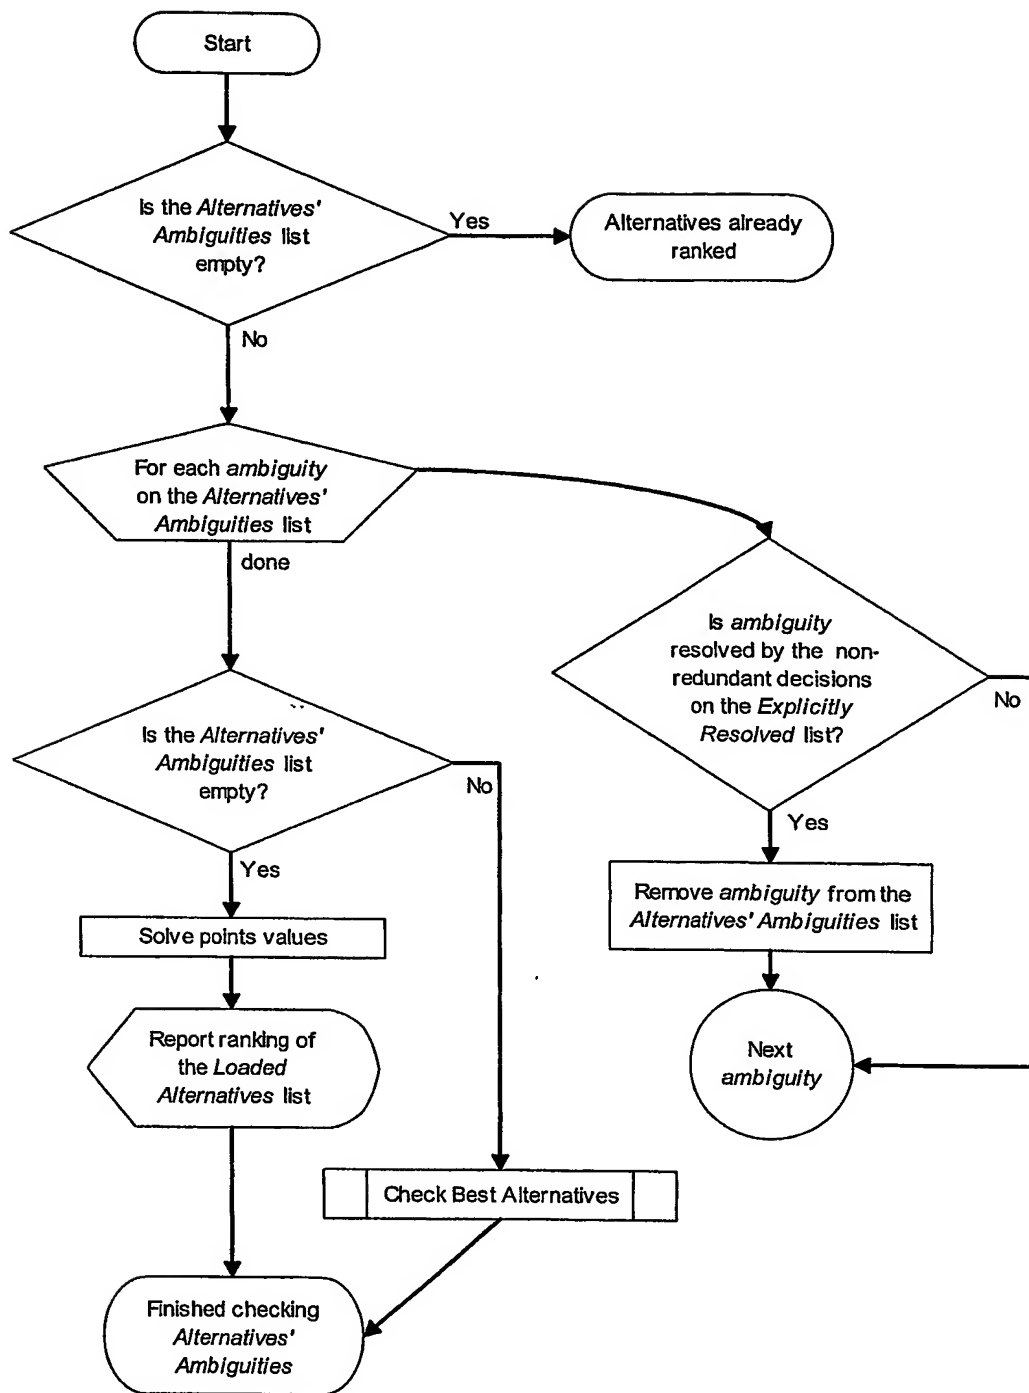 Start
Is the Alternatives'
Ambiguities list
empty?
Yes
Alternatives already
ranked
No
For each ambiguity
on the Alternatives'
Ambiguities list
done
Is ambiguity
resolved by the non-
redundant decisions
on the Explicitly
Resolved list?
No
Yes
Remove ambiguity from the
Alternatives' Ambiguities list
Next
ambiguity
Is the Alternatives'
Ambiguities list
empty?
No
Yes
Solve points values
Report ranking of
the Loaded
Alternatives list
Check Best Alternatives
Finished checking
Alternatives'
Ambiguities